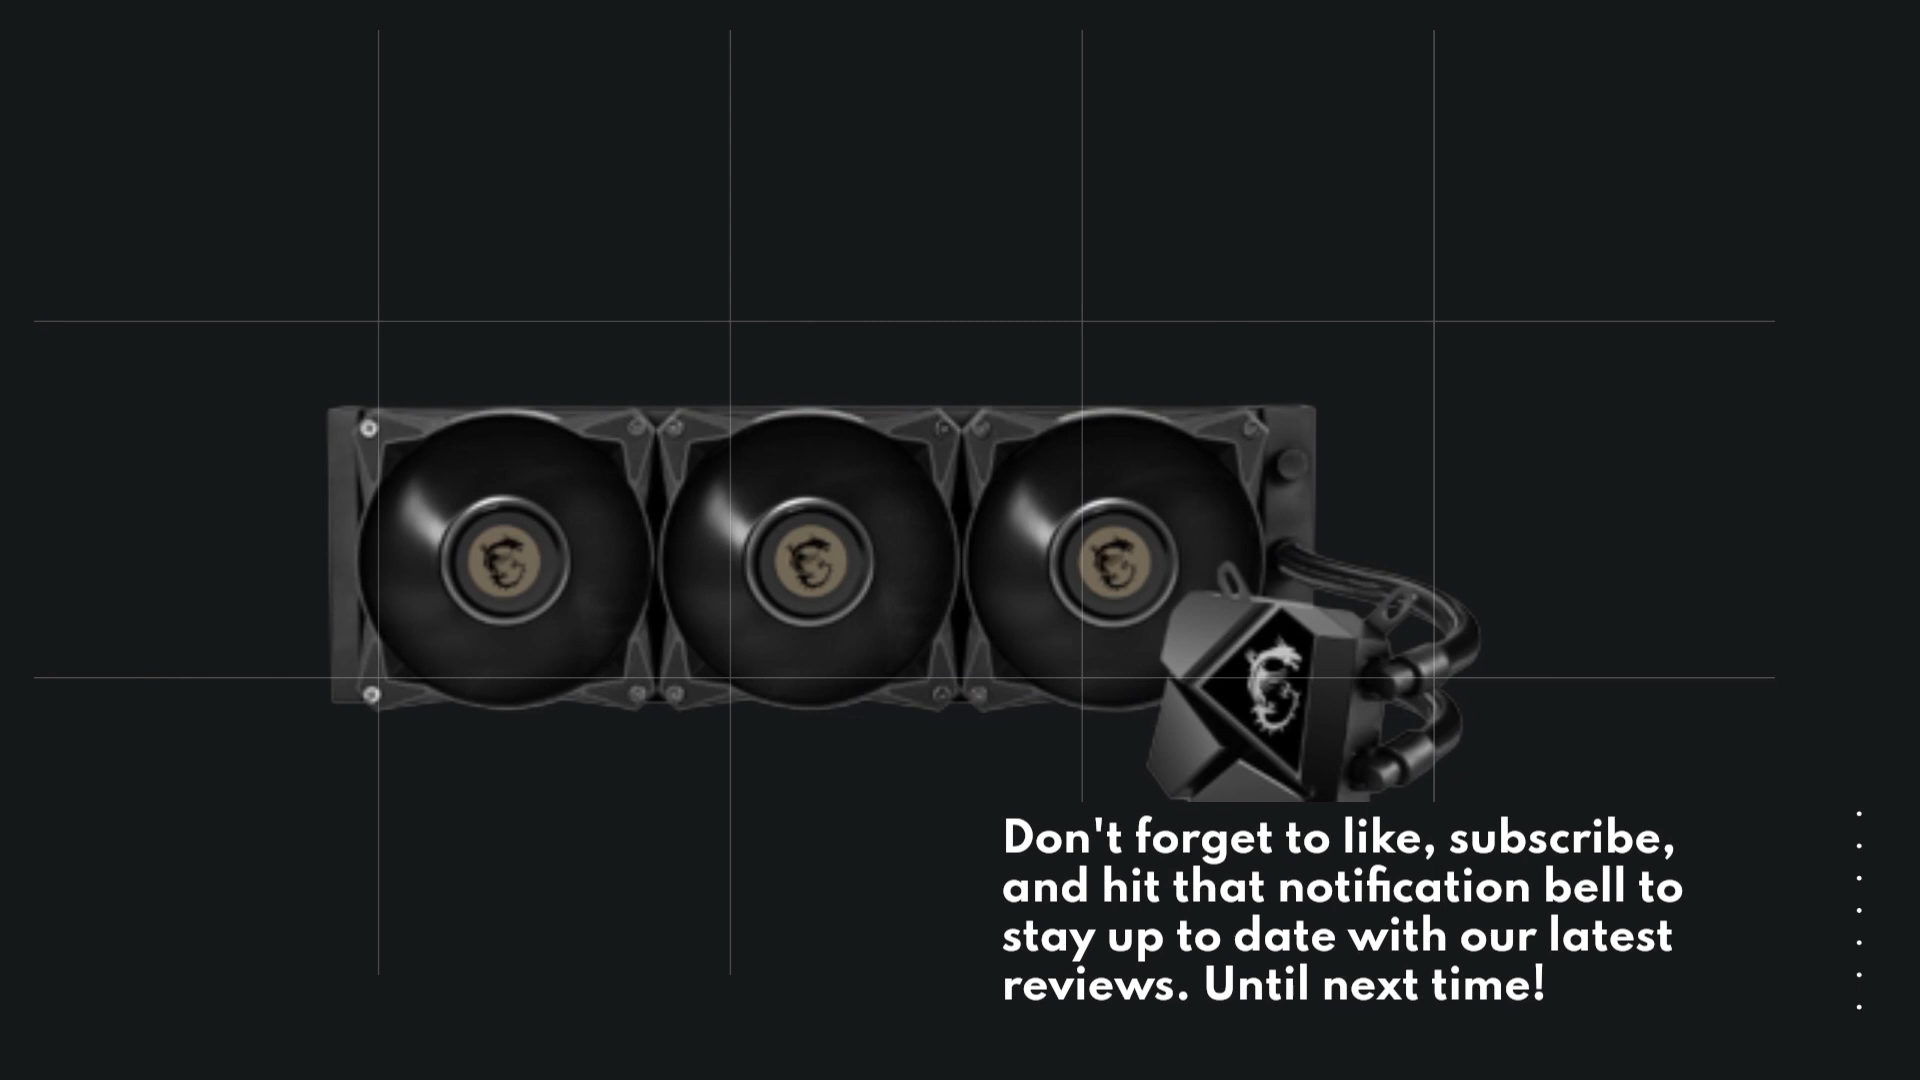 Don't forget to like, subscribe,
and hit that notification bell to
stay up to date with our latest
reviews. Until next time!